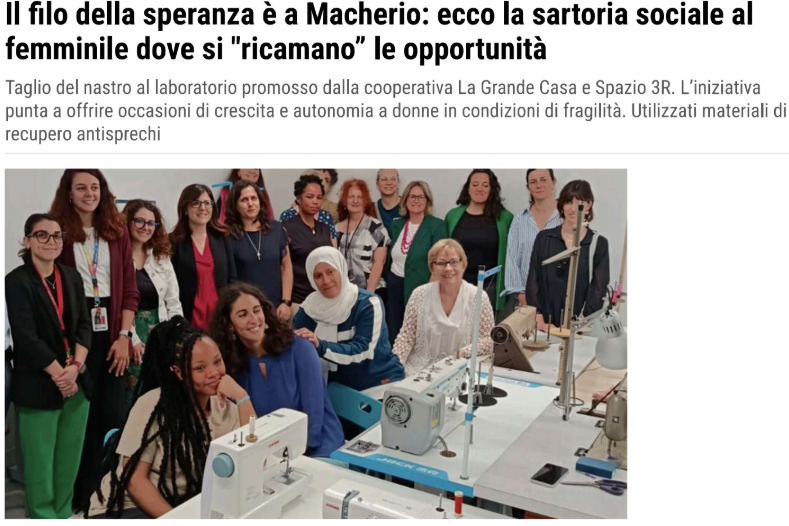 Il filo della speranza è a Macherio: ecco la sartoria sociale al
femminile dove si "ricamano” le opportunità
Taglio del nastro al laboratorio promosso dalla cooperativa La Grande Casa e Spazio 3R. L’iniziativa
punta a offrire occasioni di crescita e autonomia a donne in condizioni di fragilità. Utilizzati materiali di
recupero antisprechi
JACK